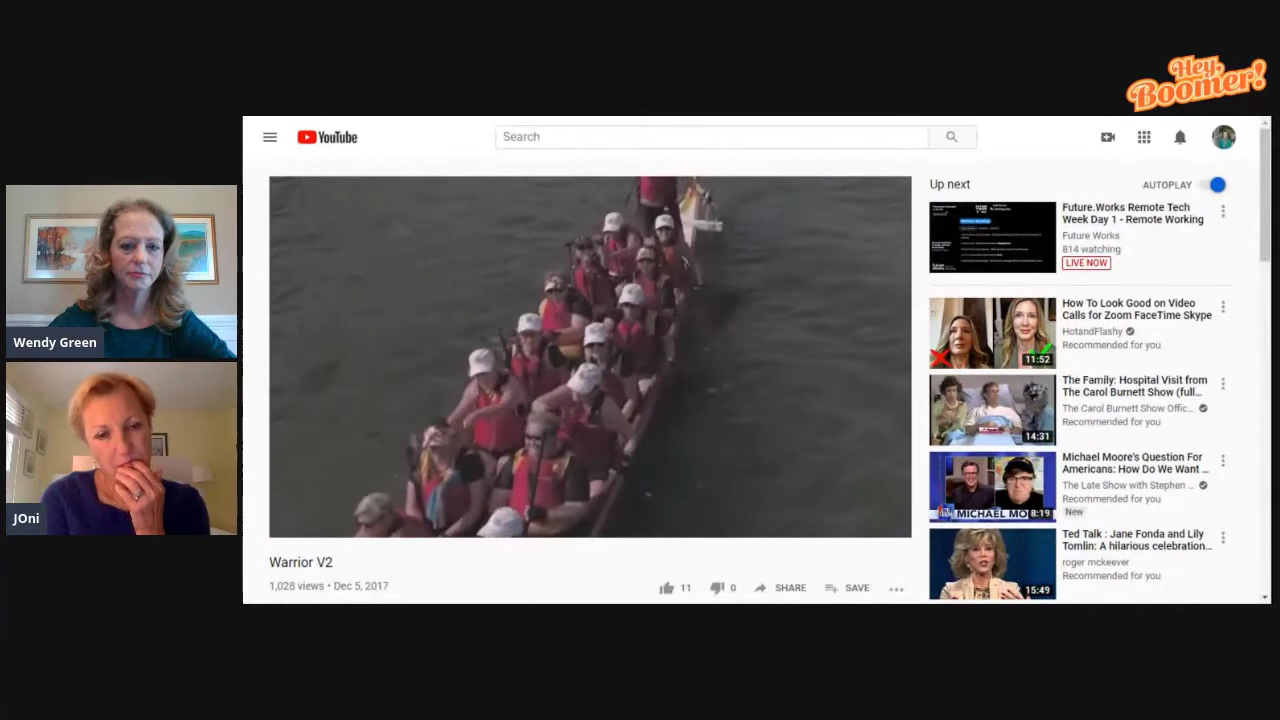 Hey,
Boomer!
YouTube
Search
Wendy Green
JOni
Warrior V2
1,028 views • Dec 5, 2017
11
0
SHARE
SAVE
Up next
AUTOPLAY
Future.Works Remote Tech
Week Day 1 - Remote Working
Future Works
814 watching
LIVE NOW
How To Look Good on Video
Calls for Zoom FaceTime Skype
HotandFlashy
Recommended for you
11:52
The Family: Hospital Visit from
The Carol Burnett Show (full...
The Carol Burnett Show Offic...
Recommended for you
14:31
Michael Moore's Question For
Americans: How Do We Want ...
The Late Show with Stephen ...
Recommended for you
New
MICHAEL MO
8:19
Ted Talk : Jane Fonda and Lily
Tomlin: A hilarious celebration...
roger mckeever
Recommended for you
15:49